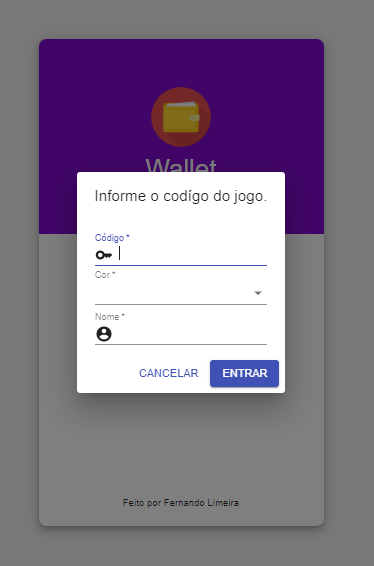 Wallet
Informe o codígo do jogo.
Código *
Cor *
Nome *
CANCELAR ENTRAR
Feito por Fernando Limeira